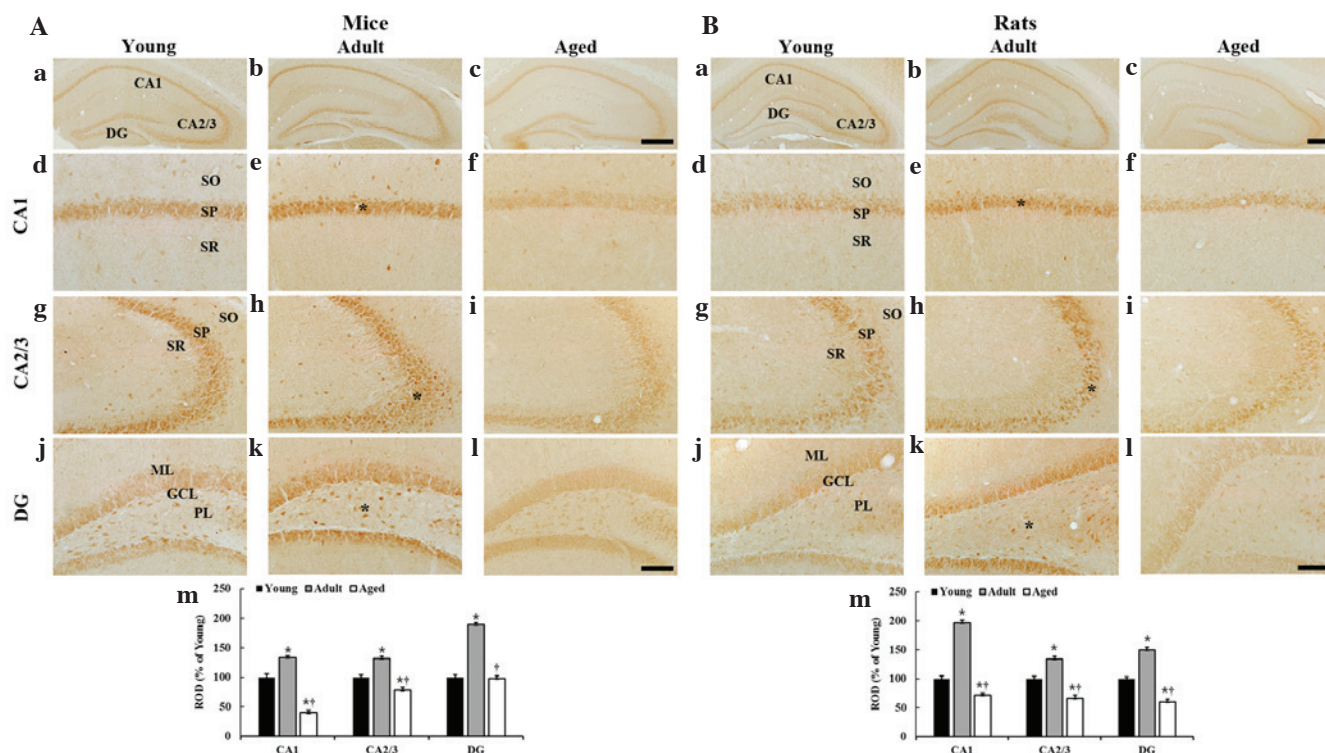 A Mice B Rats
Young Adult Aged Young Adult Aged
a b c a b c
CA1 CA1
DG DG
CA2/3 CA2/3
d e f d e f
SO SO
CA1 SP * SP *
SR SR
g h i g h i
SO SO
SP SP
SR SR
CA2/3 * *
j k l j k l
ML ML
GCL GCL
DG PL * PL *
m m
Young Adult Aged Young Adult Aged
ROD (% of Young) ROD (% of Young)
250 250
200 * 200 *
150 * * 150 * *
100 † 100
50 *† *† 50 *† *† *†
0 0
CA1 CA2/3 DG CA1 CA2/3 DG